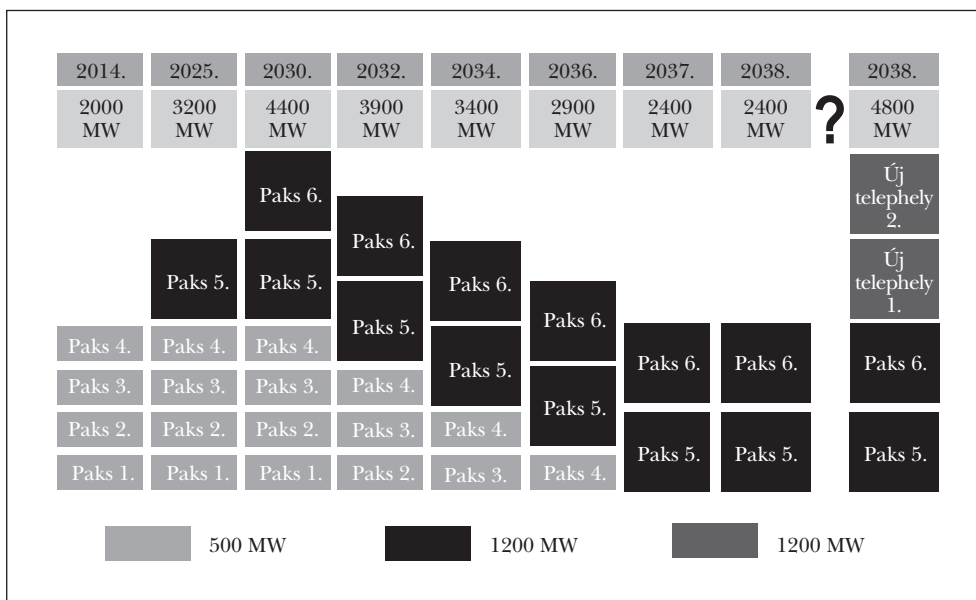 2014. 2025. 2030. 2032. 2034. 2036. 2037. 2038. 2038.
2000 3200 4400 3900 3400 2900 2400 2400 ? 4800
MW MW MW MW MW MW MW MW MW
Paks 6. Új
telephely
2.
Paks 6.
Paks 5. Paks 5. Paks 6. Új
telephely
1.
Paks 5. Paks 6.
Paks 4. Paks 4. Paks 4. Paks 5. Paks 6. Paks 6. Paks 6.
Paks 3. Paks 3. Paks 3. Paks 4. Paks 5.
Paks 2. Paks 2. Paks 2. Paks 3. Paks 4.
Paks 1. Paks 1. Paks 1. Paks 2. Paks 3. Paks 4. Paks 5. Paks 5. Paks 5.
500 MW 1200 MW 1200 MW